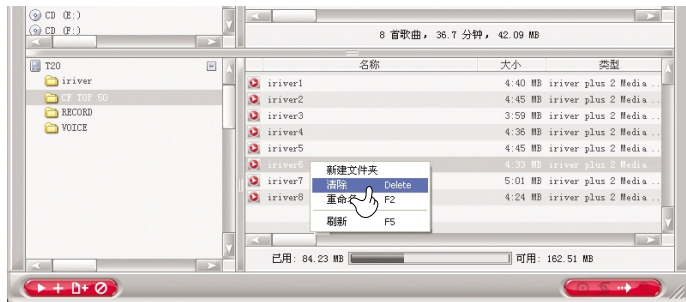 CD (E:)
CD (F:)
8 首歌曲, 36.7 分钟, 42.09 MB
T20
iriver
CF TOP 50
RECORD
VOICE
名称 大小 类型
iriver1 4:40 MB iriver plus 2 Media ..
iriver2 4:45 MB iriver plus 2 Media ..
iriver3 3:59 MB iriver plus 2 Media ..
iriver4 4:36 MB iriver plus 2 Media ..
iriver5 4:45 MB iriver plus 2 Media ..
iriver6 4:33 MB iriver plus 2 Media ..
iriver7 5:01 MB iriver plus 2 Media ..
iriver8 4:24 MB iriver plus 2 Media ..
新建文件夹
清除 Delete
重命名 F2
刷新 F5
已用: 84.23 MB 可用: 162.51 MB